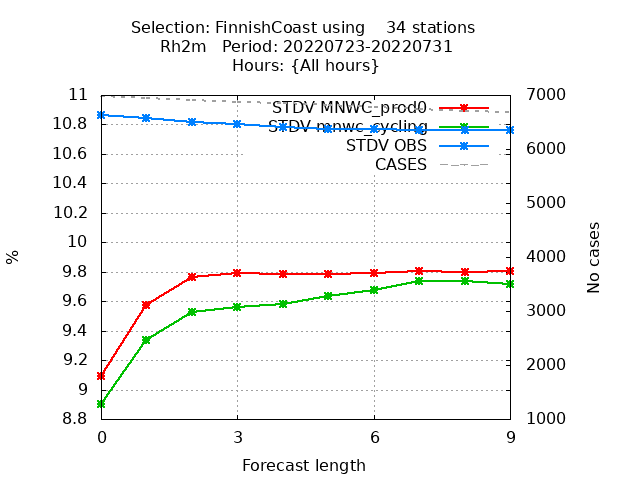 Selection: FinnishCoast using    34 stations
Rh2m   Period: 20220723-20220731
Hours: {All hours}
STDV MNWC_prod0
STDV mnwc_cycling
STDV OBS
CASES
11
10.8
10.6
10.4
10.2
10
9.8
9.6
9.4
9.2
9
8.8
%
7000
6000
5000
4000
3000
2000
1000
No cases
0
3
6
9
Forecast length